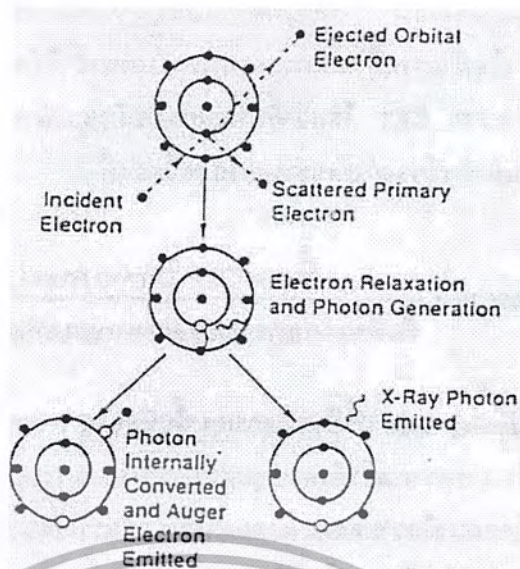 Ejected Orbital
Electron
Incident
Electron
Scattered Primary
Electron
Electron Relaxation
and Photon Generation
Photon
Internally
Converted
and Auger
Electron
Emitted
X-Ray Photon
Emitted